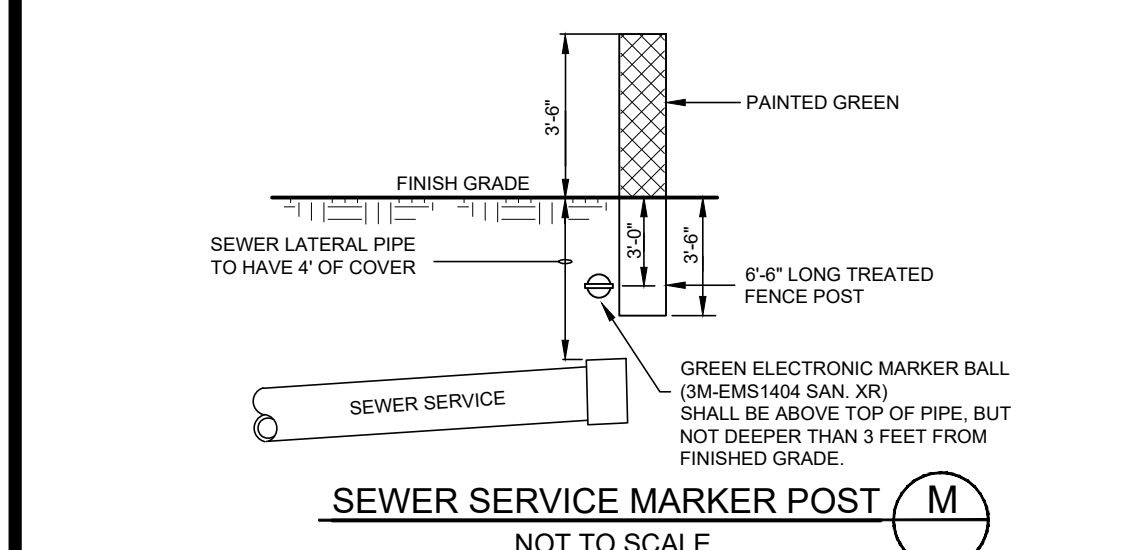 3'-6"
PAINTED GREEN
FINISH GRADE
SEWER LATERAL PIPE
TO HAVE 4' OF COVER
3'-0"
3'-6"
6'-6" LONG TREATED
FENCE POST
GREEN ELECTRONIC MARKER BALL
(3M-EMS1404 SAN. XR)
SHALL BE ABOVE TOP OF PIPE, BUT
NOT DEEPER THAN 3 FEET FROM
FINISHED GRADE.
SEWER SERVICE
SEWER SERVICE MARKER POST
M
NOT TO SCALE